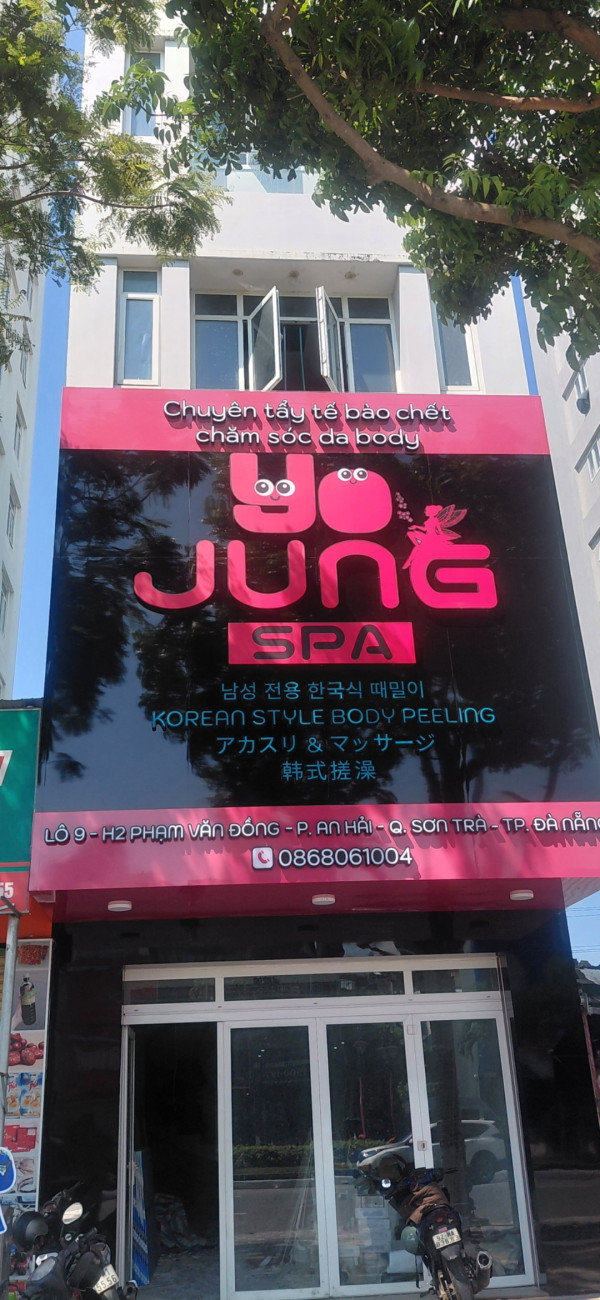 Chuyên tẩy tế bào chết
chăm sóc da body
yo
JUNG
SPA
남성 전용 한국식 때밀이
KOREAN STYLE BODY PEELING
アカスリ & マッサージ
韩式搓澡
LÔ 9 - H2 PHẠM VĂN ĐỒNG - P. AN HẢI - Q. SƠN TRÀ - TP. ĐÀ NẴNG
0868061004